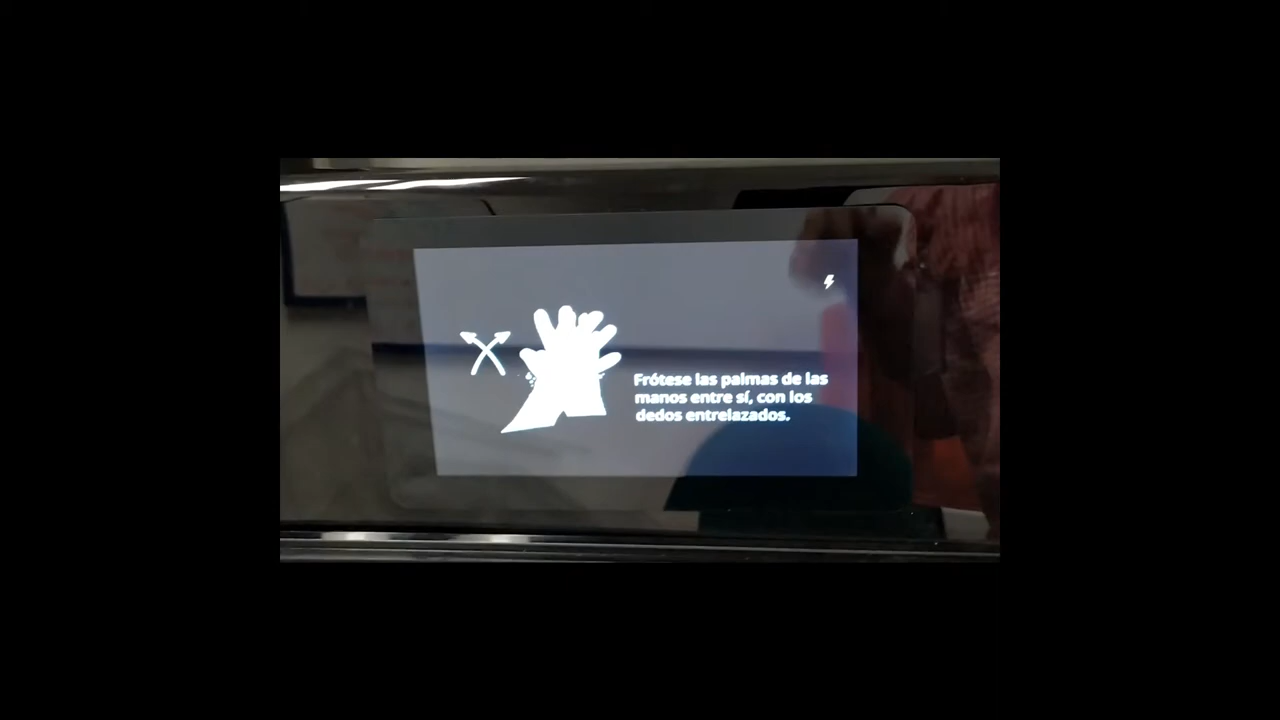 Frótese las palmas de las
manos entre sí, con los
dedos entrelazados.